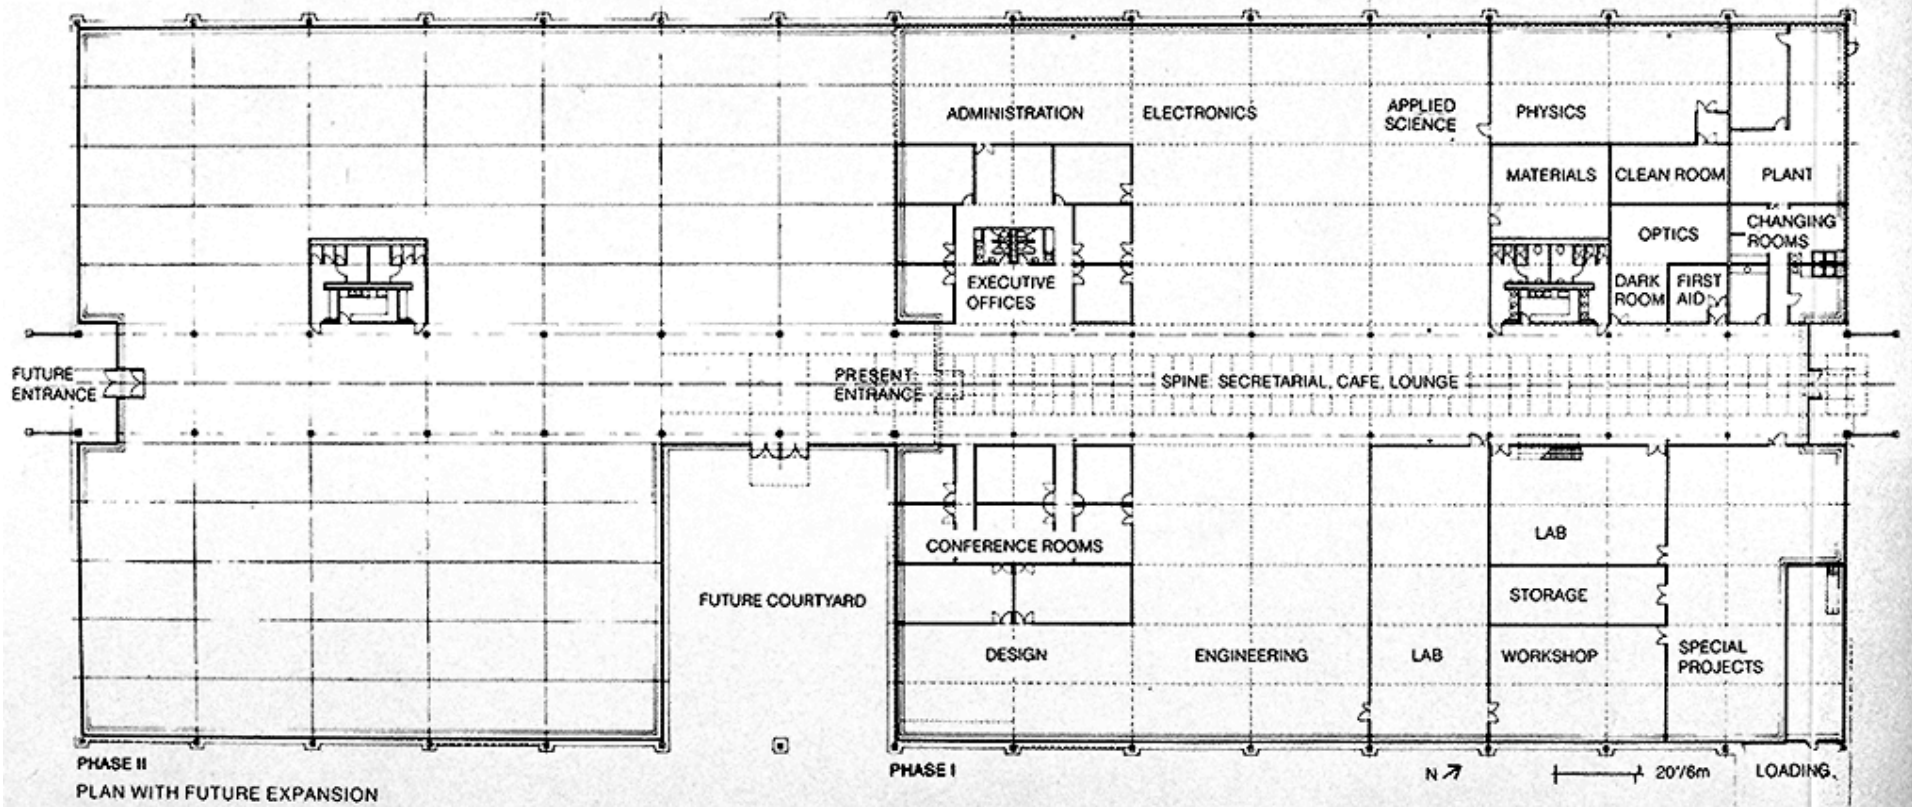 ADMINISTRATION
ELECTRONICS
APPLIED
SCIENCE
PHYSICS
MATERIALS
CLEAN ROOM
PLANT
OPTICS
CHANGING
ROOMS
EXECUTIVE
OFFICES
DARK
ROOM
FIRST
AID
FUTURE
ENTRANCE
PRESENT
ENTRANCE
SPINE: SECRETARIAL, CAFE, LOUNGE
CONFERENCE ROOMS
LAB
FUTURE COURTYARD
STORAGE
DESIGN
ENGINEERING
LAB
WORKSHOP
SPECIAL
PROJECTS
PHASE II
PHASE I
N
20'/6m
LOADING
PLAN WITH FUTURE EXPANSION